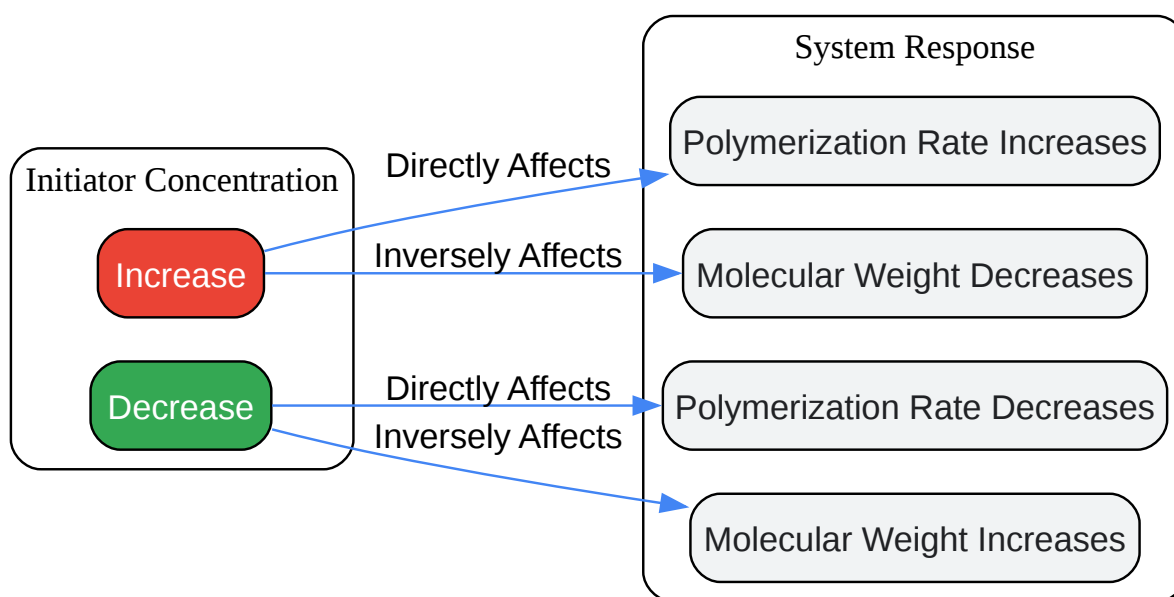 System Response
Polymerization Rate Increases
Directly Affects
Initiator Concentration
Increase
Inversely Affects
Molecular Weight Decreases
Decrease
Directly Affects
Polymerization Rate Decreases
Inversely Affects
Molecular Weight Increases